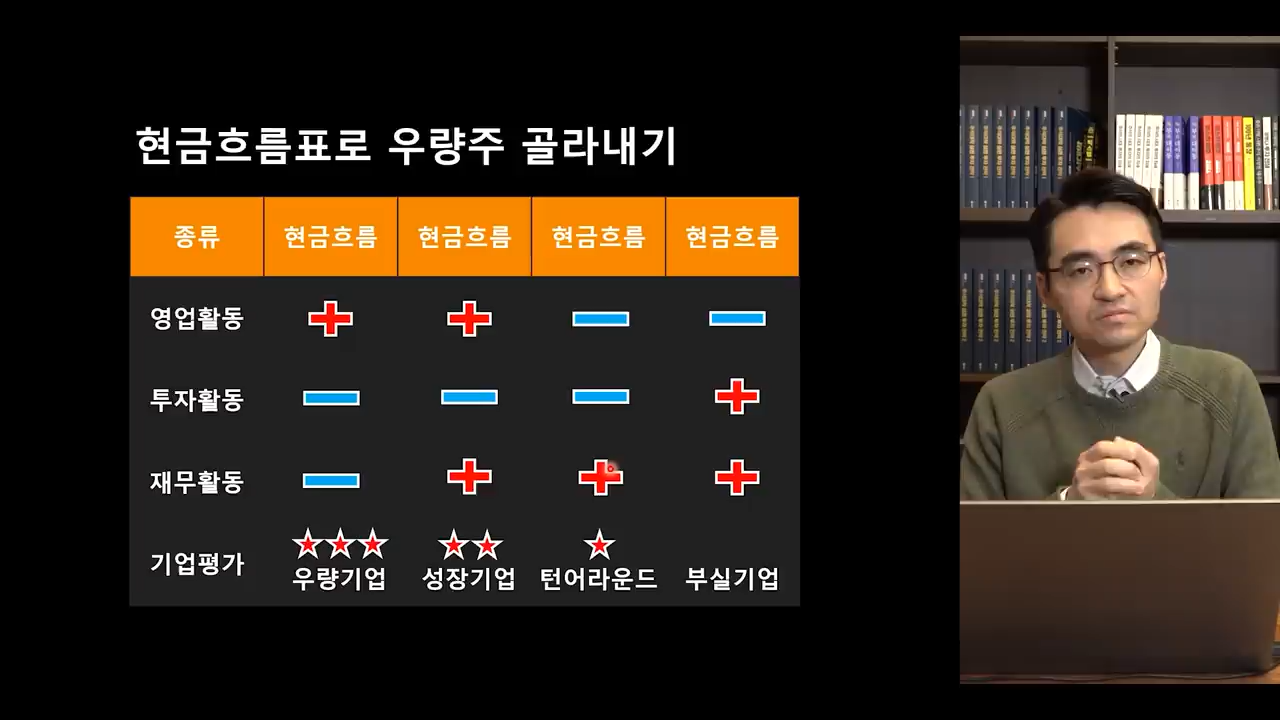 현금흐름표로 우량주 골라내기
종류 현금흐름 현금흐름 현금흐름 현금흐름
영업활동
투자활동
재무활동
기업평가
우량기업 성장기업 턴어라운드 부실기업